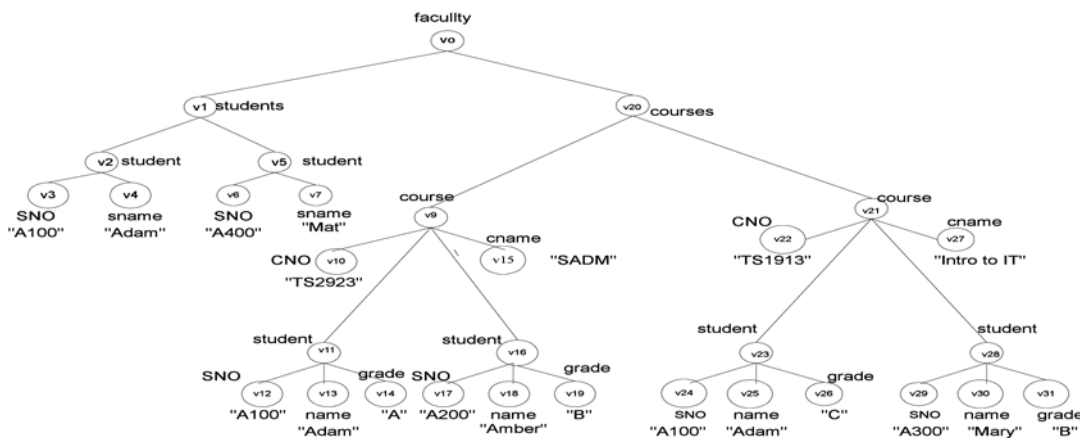 facullty
vo
v1 students
v20 courses
v2 student
v5 student
v3
v4
v6
v7
SNO
"A100"
sname
"Adam"
SNO
"A400"
sname
"Mat"
course
v9
course
v21
CNO v10
"TS2923"
cname
v15 "SADM"
CNO
v22
"TS1913"
cname
v27
"Intro to IT"
student
v11
student
v16
student
v23
student
v28
SNO
v12
"A100"
v13
name
"Adam"
grade
v14
"A"
SNO
v17
"A200"
v18
name
"Amber"
grade
v19
"B"
v24
SNO
"A100"
v25
name
"Adam"
grade
v26
"C"
v29
SNO
"A300"
v30
name
"Mary"
v31
grade
"B"